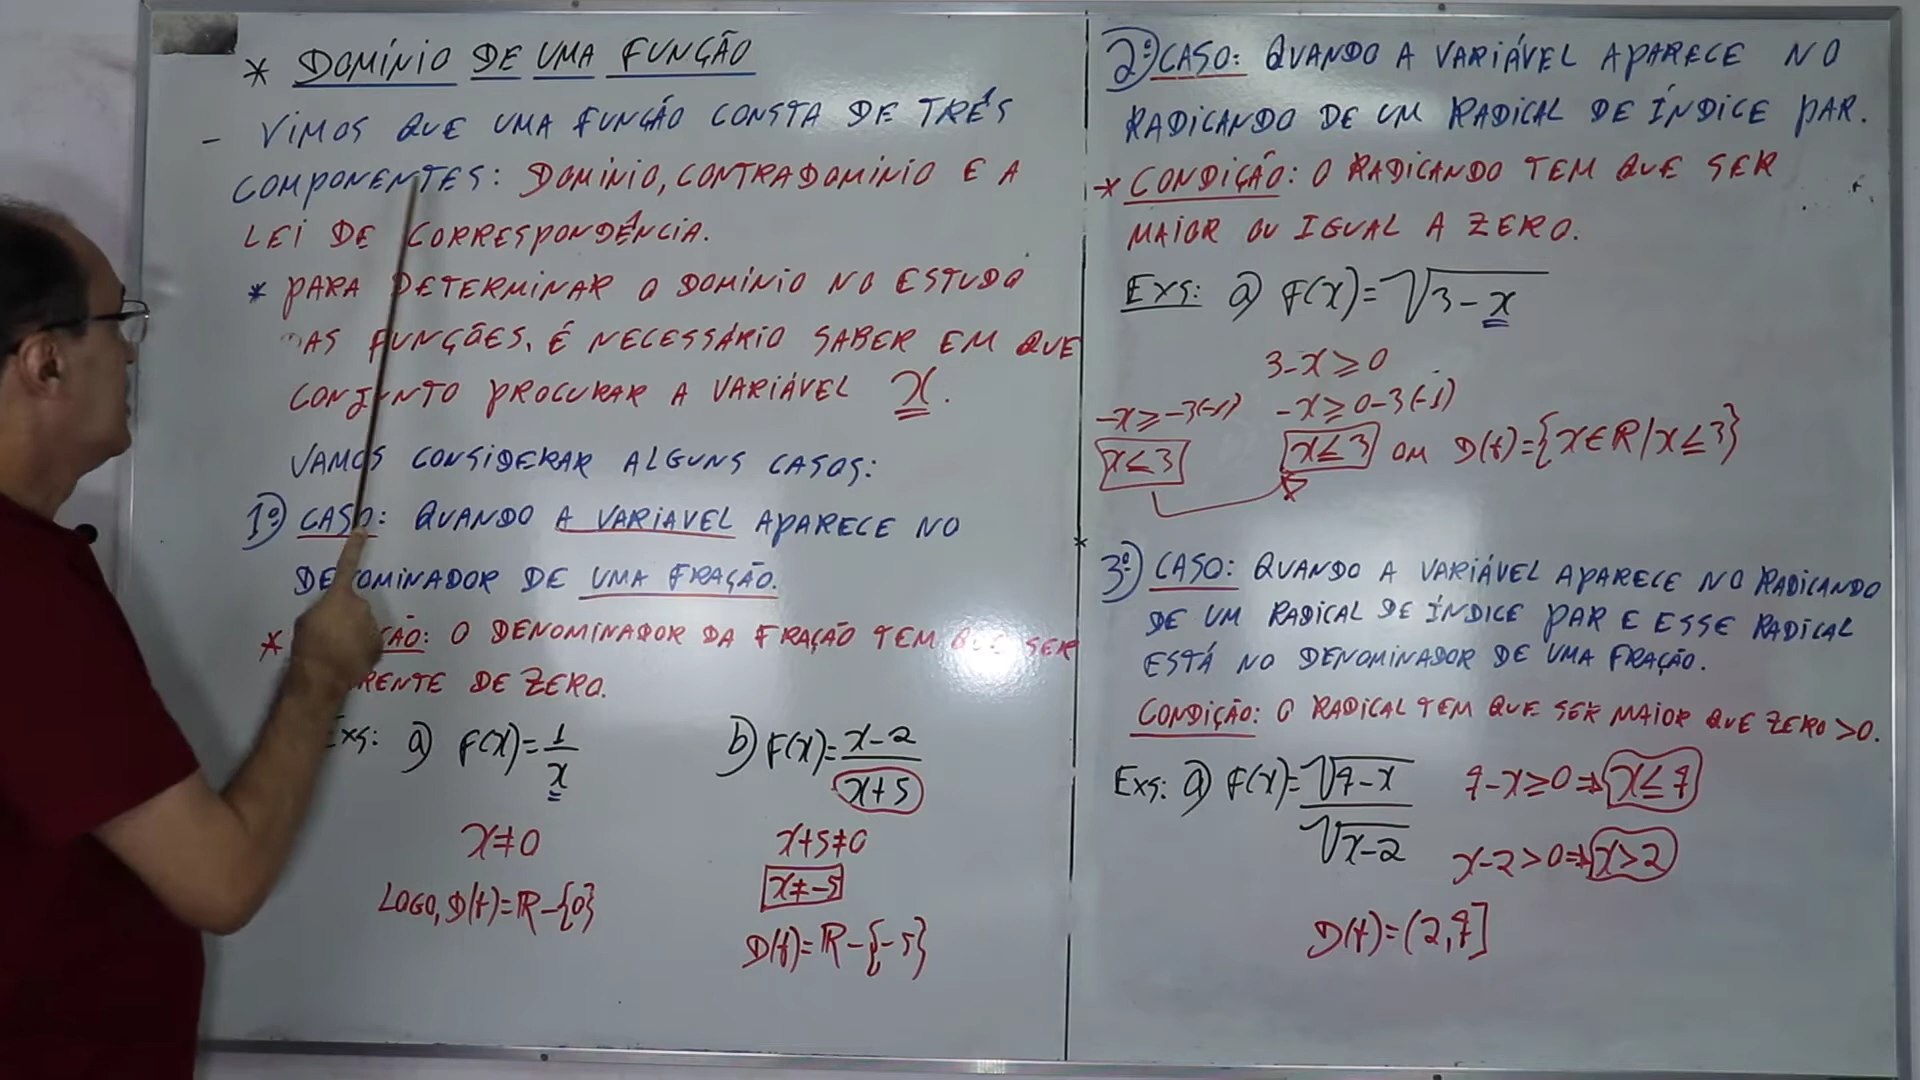 * DOMÍNIO DE UMA FUNÇÃO
- VIMOS QUE UMA FUNÇÃO CONSTA DE TRÊS
COMPONENTES: DOMÍNIO, CONTRADOMÍNIO E A
LEI DE CORRESPONDÊNCIA.
* PARA DETERMINAR O DOMÍNIO NO ESTUDO
AS FUNÇÕES, É NECESSÁRIO SABER EM QUE
CONJUNTO PROCURAR A VARIÁVEL x.
VAMOS CONSIDERAR ALGUNS CASOS:
1º) CASO: QUANDO A VARIAVEL APARECE NO
DENOMINADOR DE UMA FRAÇÃO.
* ÇÃO: O DENOMINADOR DA FRAÇÃO TEM QUE SER
RENTE DE ZERO.
Exs: a) F(x)=1/x b) F(x)=x-2/x+5
x≠0 x+5≠0
x≠-5
LOGO, D(f)=ℝ-{0}
D(f)=ℝ-{-5}
2º) CASO: QUANDO A VARIÁVEL APARECE NO
RADICANDO DE UM RADICAL DE ÍNDICE PAR.
* CONDIÇÃO: O RADICANDO TEM QUE SER
MAIOR OU IGUAL A ZERO.
Exs: a) F(x)=√3-x
3-x≥0
-x≥-3(-1) -x≥0-3(-1)
x≤3 x≤3 ou D(f)={x∈ℝ/x≤3}
3º) CASO: QUANDO A VARIÁVEL APARECE NO RADICANDO
DE UM RADICAL DE ÍNDICE PAR E ESSE RADICAL
ESTÁ NO DENOMINADOR DE UMA FRAÇÃO.
CONDIÇÃO: O RADICAL TEM QUE SER MAIOR QUE ZERO >0.
Exs: a) F(x)=√7-x/√x-2 7-x≥0⇒x≤7
x-2>0⇒x>2
D(f)=(2,7]